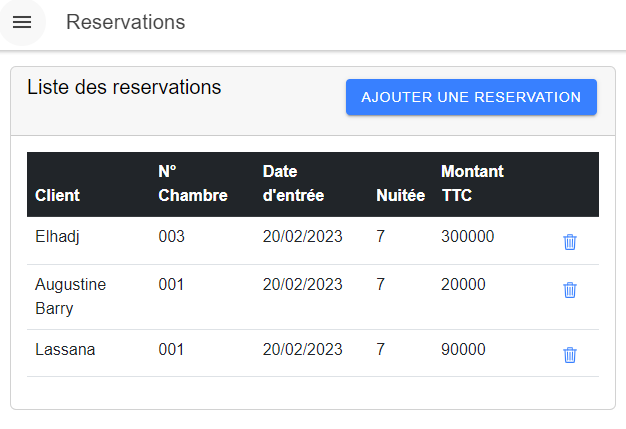 Reservations
Liste des reservations
AJOUTER UNE RESERVATION
Client N° Chambre Date d'entrée Nuitée Montant TTC
Elhadj 003 20/02/2023 7 300000
Augustine Barry 001 20/02/2023 7 20000
Lassana 001 20/02/2023 7 90000